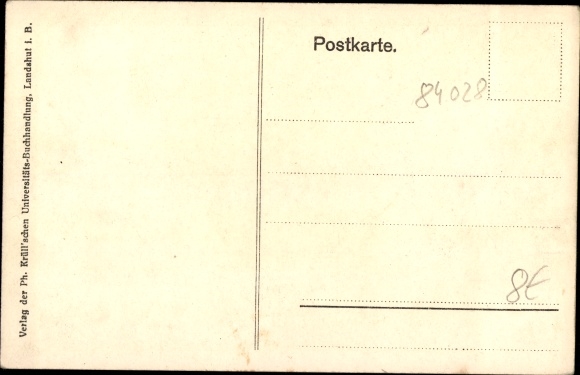 Verlag der Ph. Krüll'schen Universitäts-Buchhandlung, Landshut i. B.
Postkarte.
84028
8€